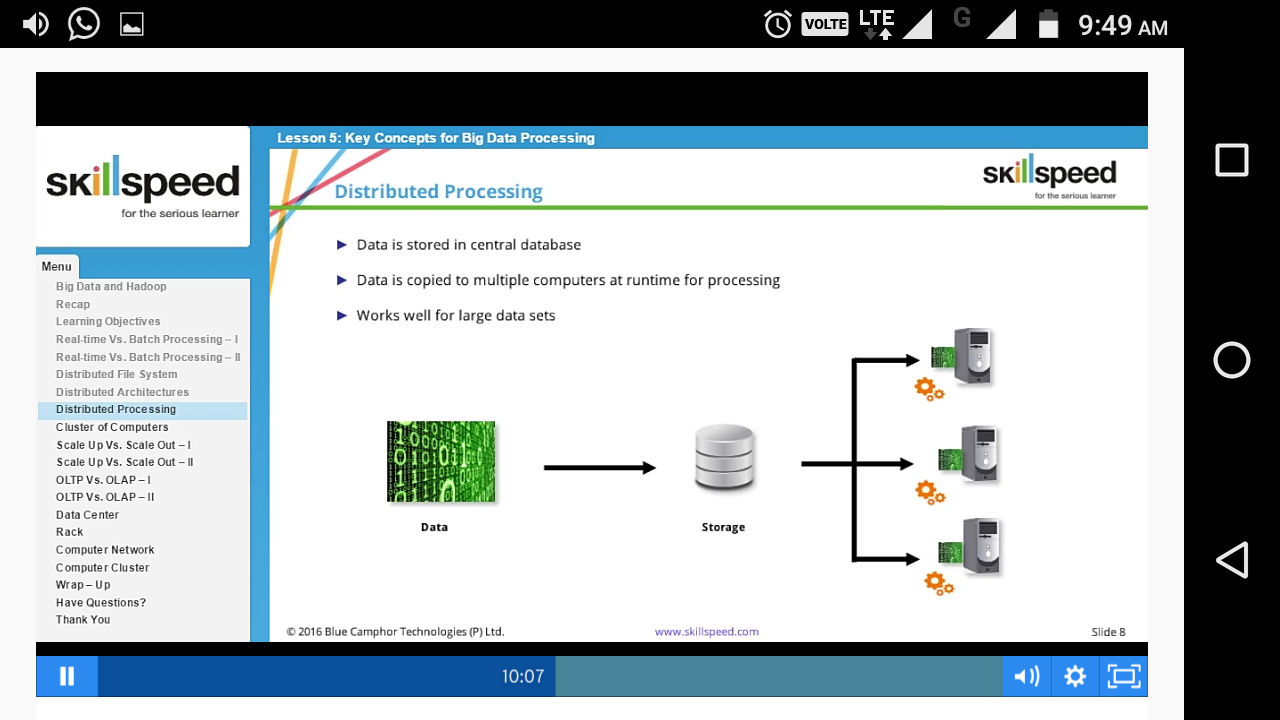 VOLTE LTE G 9:49 AM
Lesson 5: Key Concepts for Big Data Processing
skillspeed
for the serious learner
Menu
Big Data and Hadoop
Recap
Learning Objectives
Real-time Vs. Batch Processing – I
Real-time Vs. Batch Processing – II
Distributed File System
Distributed Architectures
Distributed Processing
Cluster of Computers
Scale Up Vs. Scale Out – I
Scale Up Vs. Scale Out – II
OLTP Vs. OLAP – I
OLTP Vs. OLAP – II
Data Center
Rack
Computer Network
Computer Cluster
Wrap – Up
Have Questions?
Thank You
Distributed Processing
skillspeed
for the serious learner
Data is stored in central database
Data is copied to multiple computers at runtime for processing
Works well for large data sets
Data
Storage
© 2016 Blue Camphor Technologies (P) Ltd.
www.skillspeed.com
Slide 8
10:07